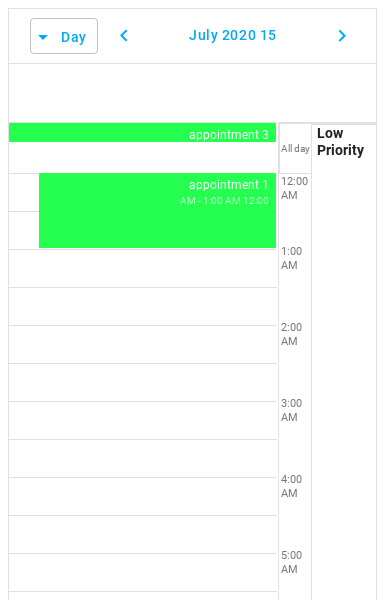 Day
July 2020 15
appointment 3
All day
Low
Priority
appointment 1
AM - 1:00 AM 12:00
12:00
AM
1:00
AM
2:00
AM
3:00
AM
4:00
AM
5:00
AM